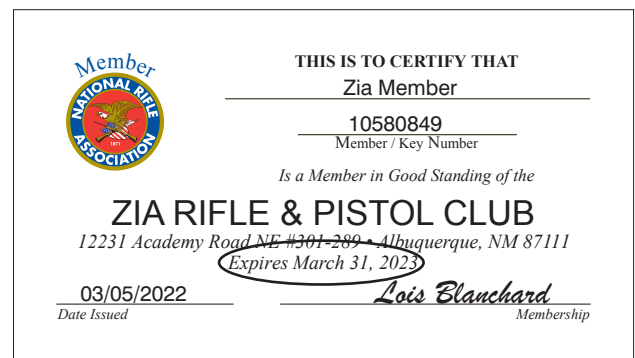 Member
NATIONAL RIFLE
ASSOCIATION
1871
THIS IS TO CERTIFY THAT
Zia Member
10580849
Member / Key Number
Is a Member in Good Standing of the
ZIA RIFLE & PISTOL CLUB
12231 Academy Road NE #301-289 • Albuquerque, NM 87111
Expires March 31, 2023
03/05/2022
Date Issued
Lois Blanchard
Membership